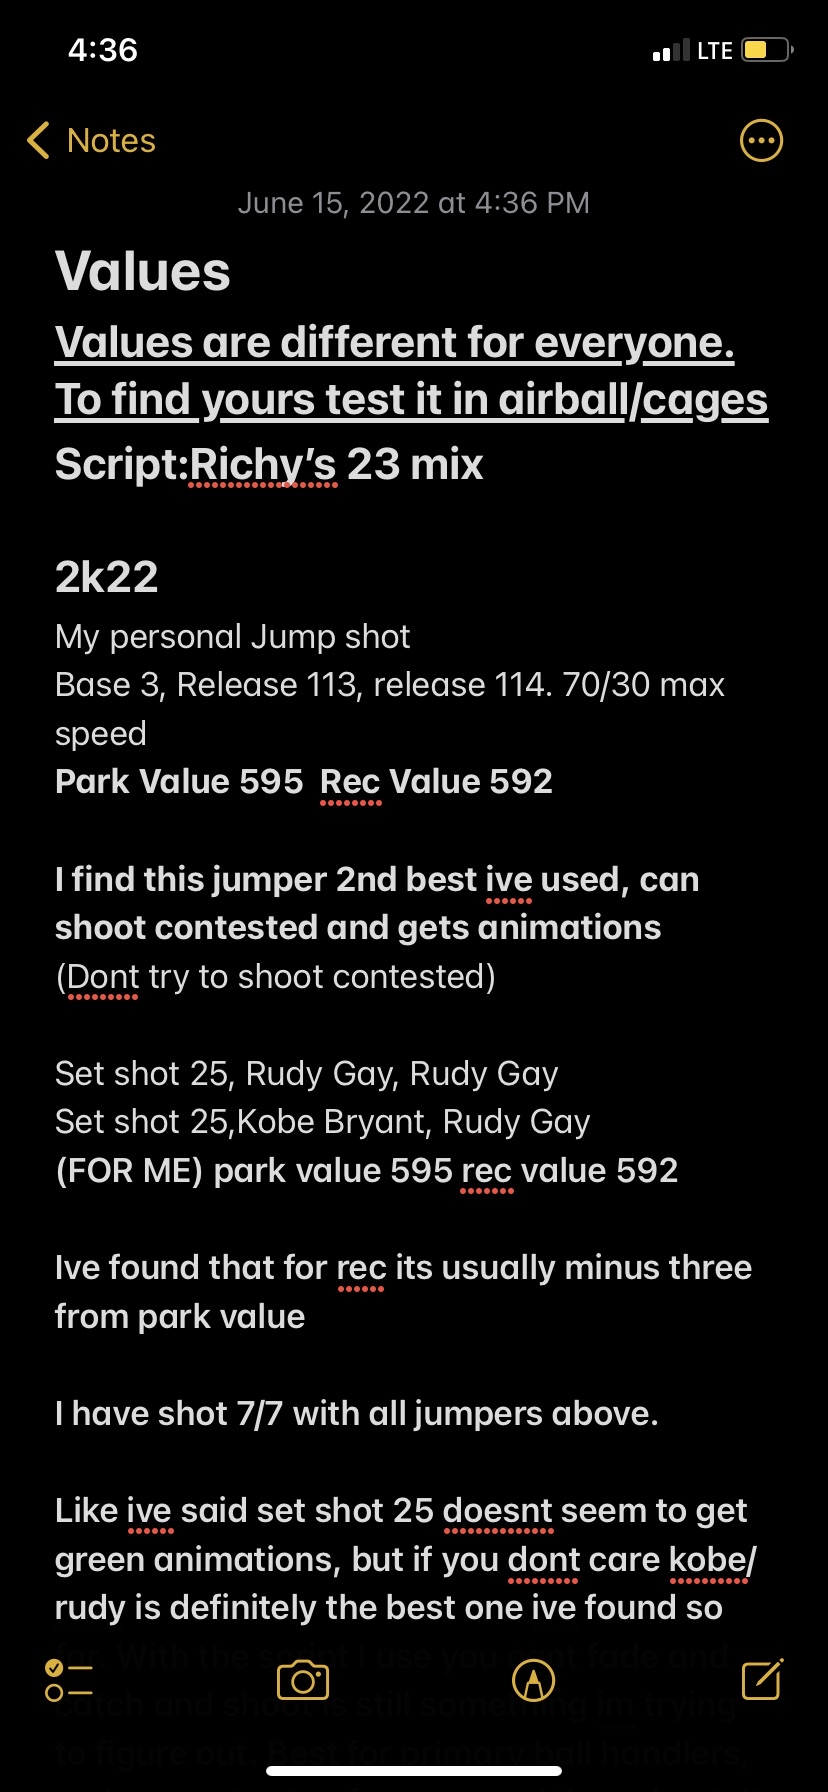 4:36
LTE
Notes
June 15, 2022 at 4:36 PM
Values
Values are different for everyone.
To find yours test it in airball/cages
Script:Richy's 23 mix
2k22
My personal Jump shot
Base 3, Release 113, release 114. 70/30 max
speed
Park Value 595  Rec Value 592
I find this jumper 2nd best ive used, can
shoot contested and gets animations
(Dont try to shoot contested)
Set shot 25, Rudy Gay, Rudy Gay
Set shot 25,Kobe Bryant, Rudy Gay
(FOR ME) park value 595 rec value 592
Ive found that for rec its usually minus three
from park value
I have shot 7/7 with all jumpers above.
Like ive said set shot 25 doesnt seem to get
green animations, but if you dont care kobe/
rudy is definitely the best one ive found so
far. With the I use you fade and
catch and still im trying
to figure out. Best for primary ball handlers,